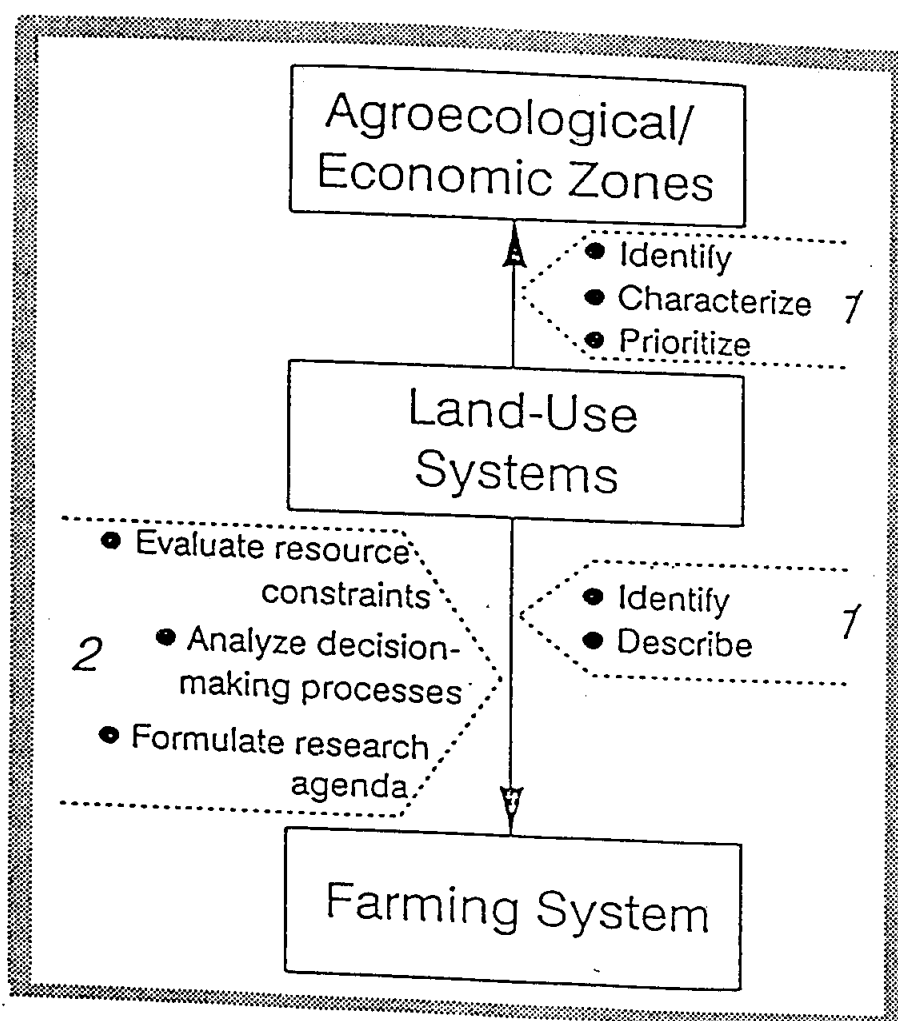 Agroecological/
Economic Zones
● Identify
● Characterize 1
● Prioritize
Land-Use
Systems
● Evaluate resource
constraints
2 ● Analyze decision-
making processes
● Formulate research
agenda
● Identify
● Describe 1
Farming System